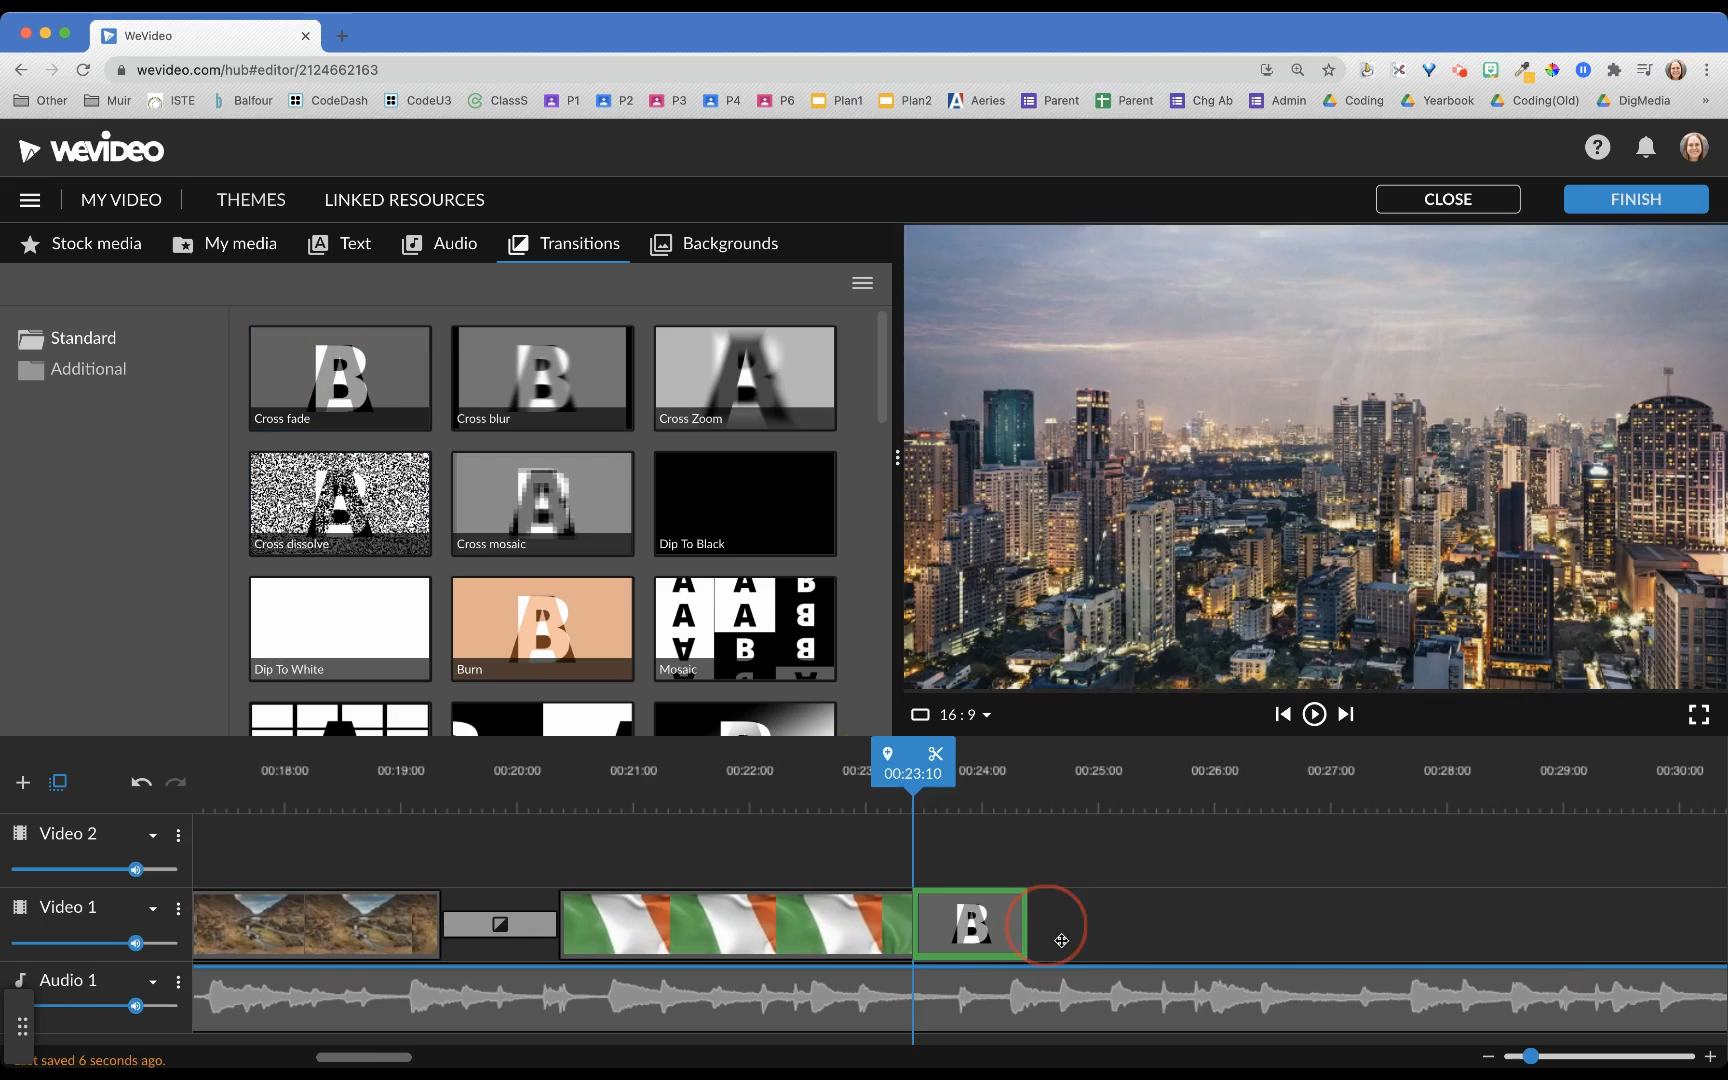 WeVideo
wevideo.com/hub#editor/2124662163
Other Muir ISTE Balfour CodeDash CodeU3 ClassS P1 P2 P3 P4 P6 Plan1 Plan2 Aeries Parent Parent Chg Ab Admin Coding Yearbook Coding(Old) DigMedia »
WEVIDEO
MY VIDEO THEMES LINKED RESOURCES CLOSE FINISH
Stock media My media Text Audio Transitions Backgrounds
Standard
Additional
Cross fade Cross blur Cross Zoom
Cross dissolve Cross mosaic Dip To Black
Dip To White Burn Mosaic
16 : 9
00:18:00 00:19:00 00:20:00 00:21:00 00:22:00 00:23 00:23:10 00:24:00 00:25:00 00:26:00 00:27:00 00:28:00 00:29:00 00:30:00
Video 2
Video 1
Audio 1
saved 6 seconds ago.